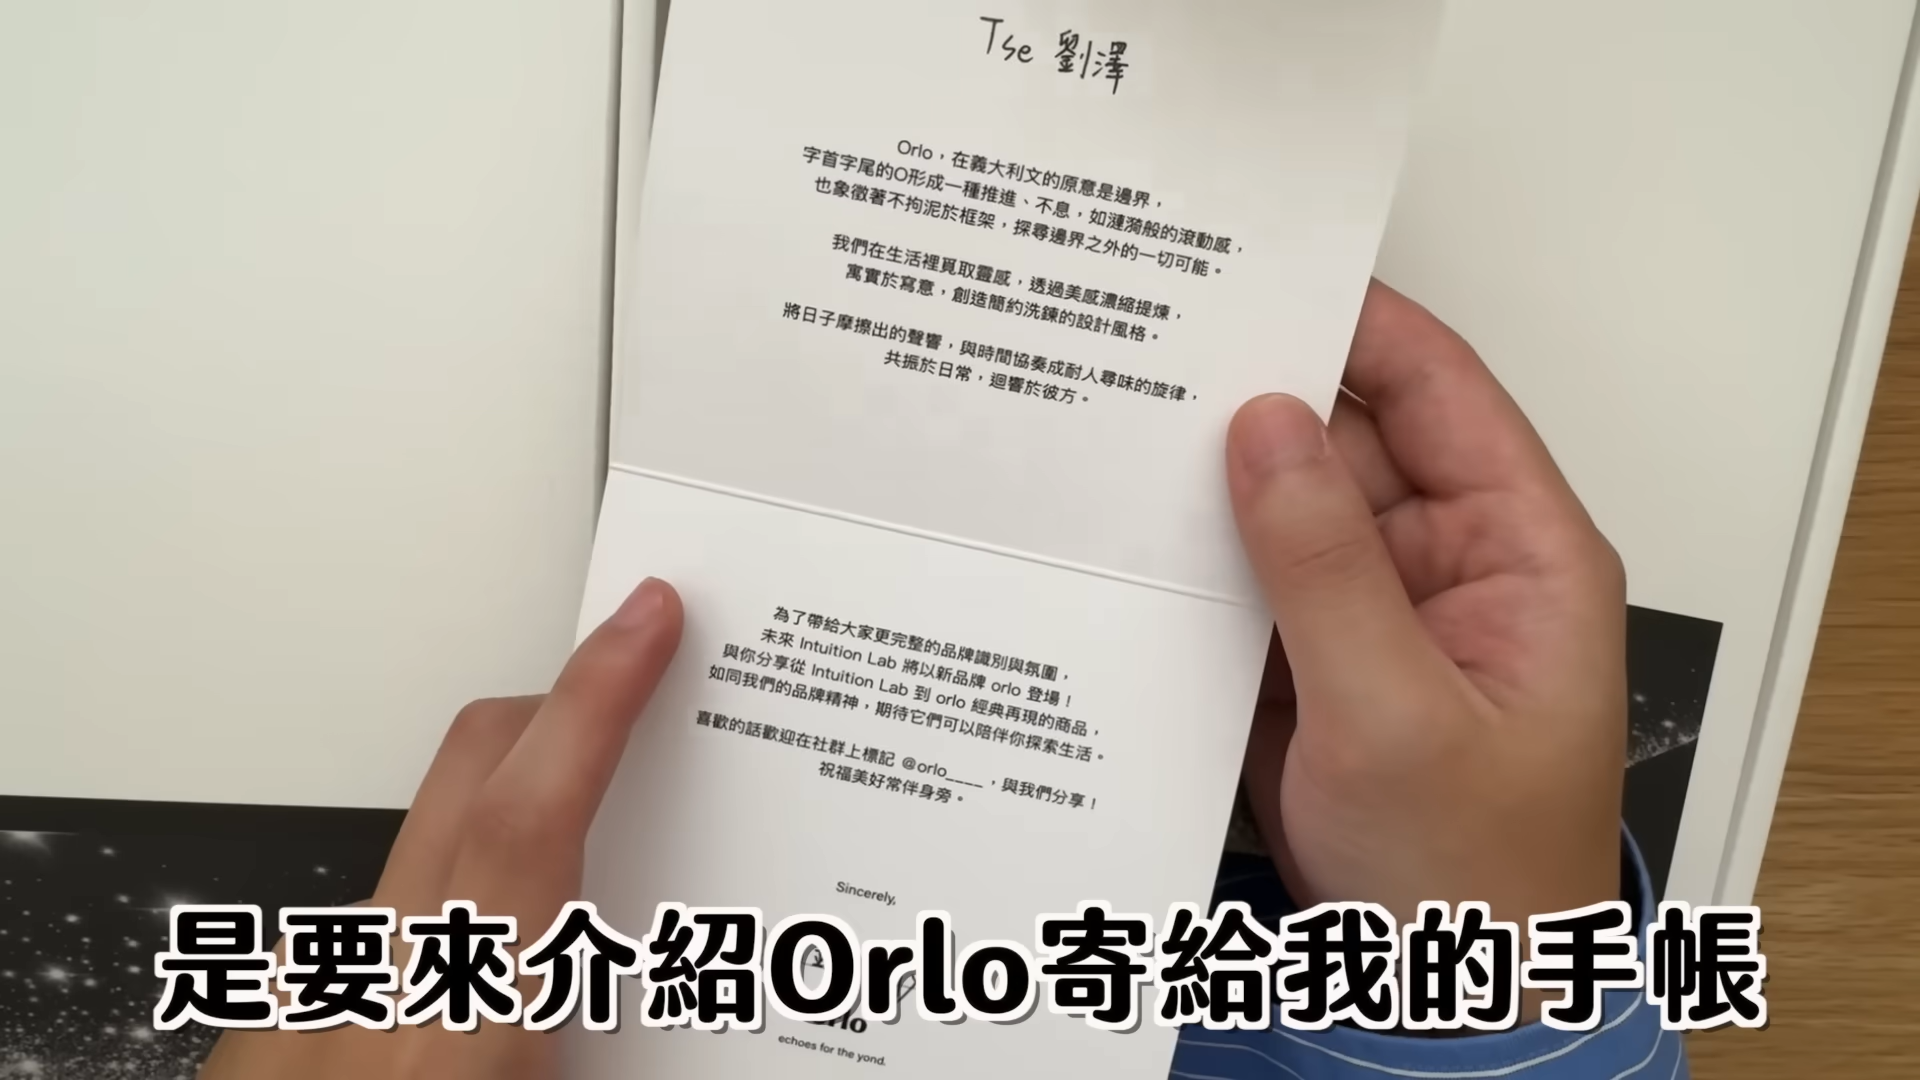 Tse 劉澤
Orlo，在義大利文的原意是邊界，
字首字尾的O形成一種推進、不息，如漣漪般的滾動感，
也象徵著不拘泥於框架，探尋邊界之外的一切可能。
我們在生活裡覓取靈感，透過美感濃縮提煉，
寓實於寫意，創造簡約洗鍊的設計風格。
將日子摩擦出的聲響，與時間協奏成耐人尋味的旋律，
共振於日常，迴響於彼方。
為了帶給大家更完整的品牌識別與氛圍，
未來 Intuition Lab 將以新品牌 orlo 登場！
與你分享從 Intuition Lab 到 orlo 經典再現的商品，
如同我們的品牌精神，期待它們可以陪伴你探索生活。
喜歡的話歡迎在社群上標記 @orlo____，與我們分享！
祝福美好常伴身旁。
Sincerely,
是要來介紹Orlo寄給我的手帳
echoes for the yond.